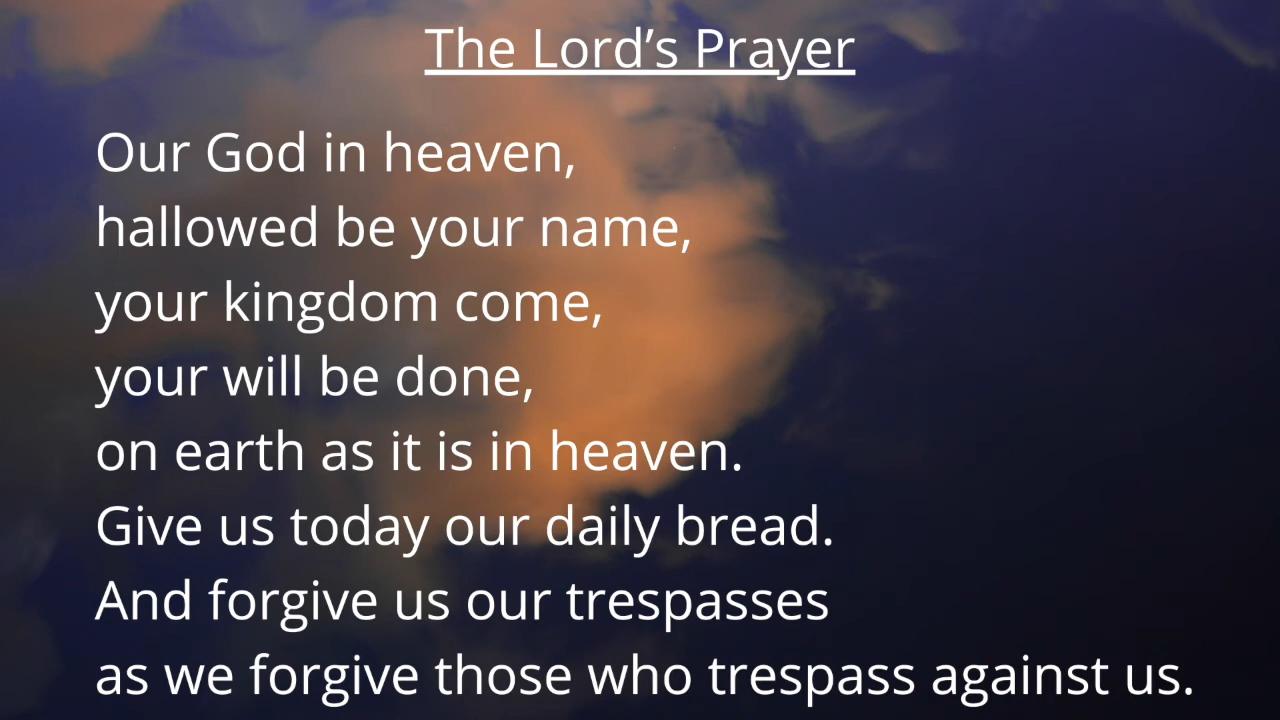 The Lord’s Prayer
Our God in heaven,
hallowed be your name,
your kingdom come,
your will be done,
on earth as it is in heaven.
Give us today our daily bread.
And forgive us our trespasses
as we forgive those who trespass against us.